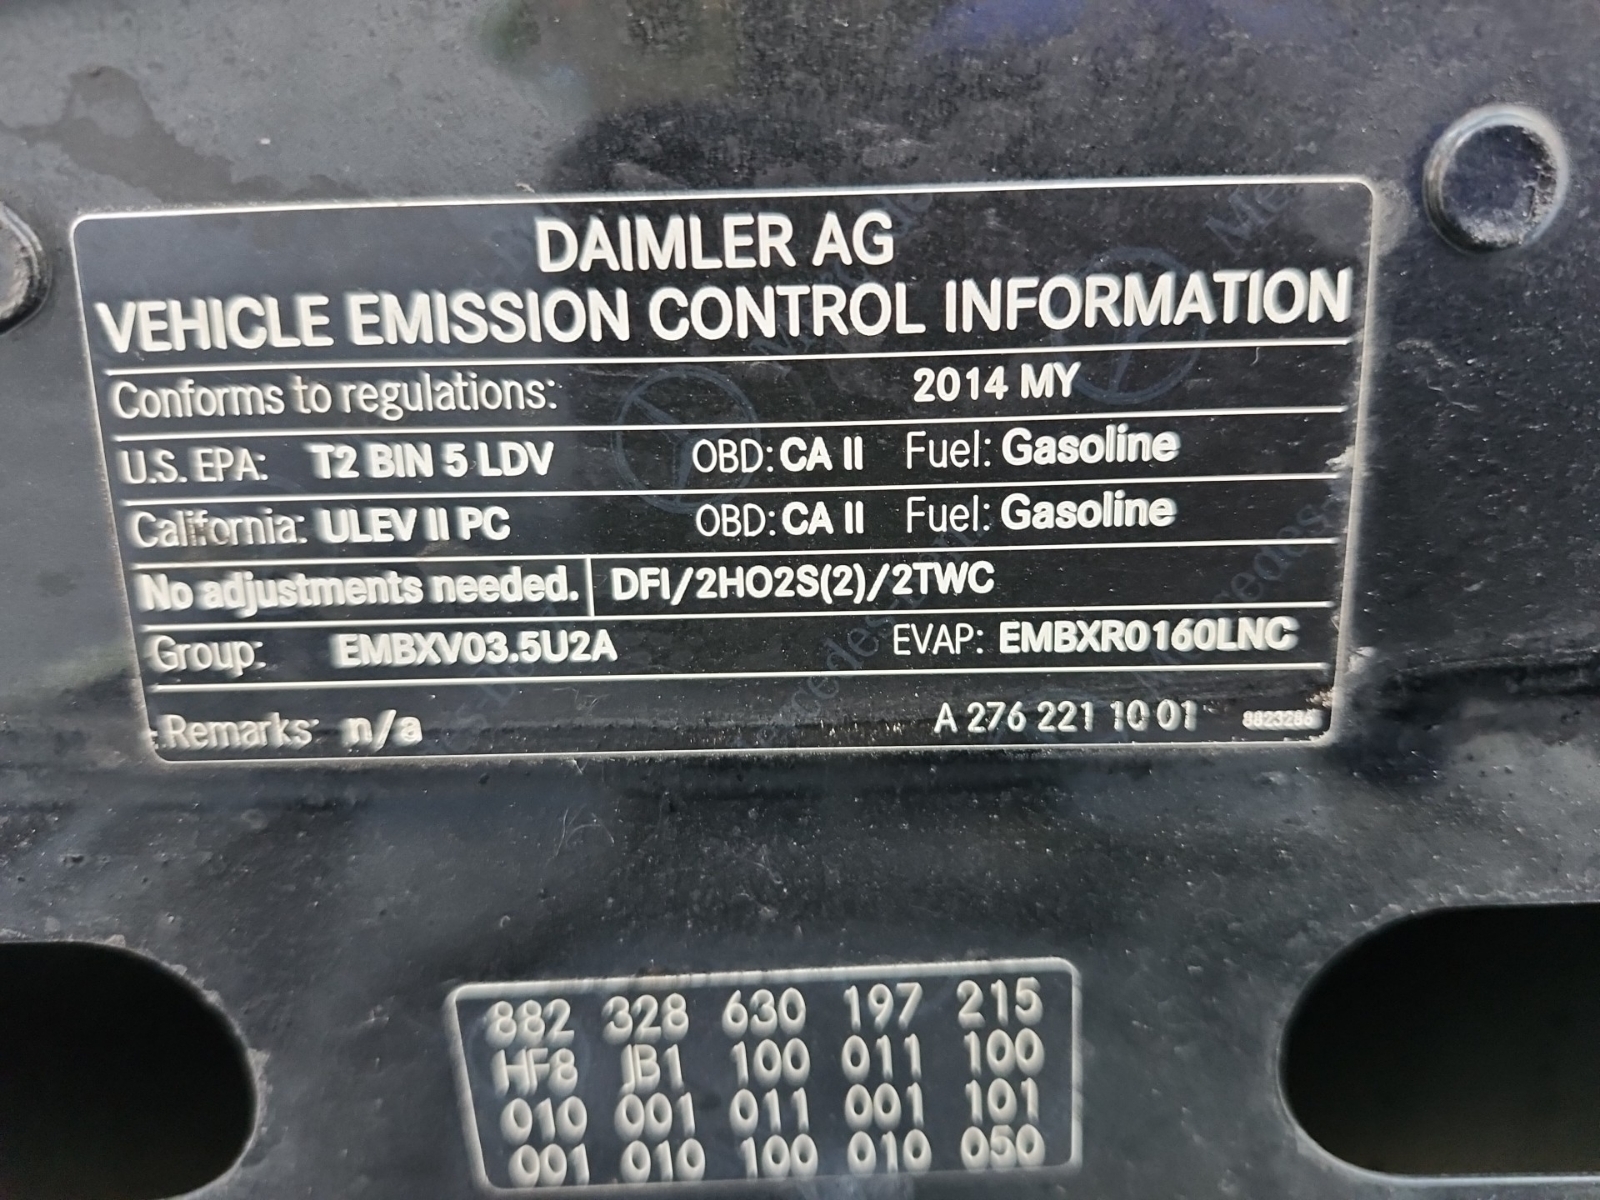 DAIMLER AG
VEHICLE EMISSION CONTROL INFORMATION
Conforms to regulations: 2014 MY
U.S. EPA: T2 BIN 5 LDV OBD: CA II Fuel: Gasoline
California: ULEV II PC OBD: CA II Fuel: Gasoline
No adjustments needed. DFI/2HO2S(2)/2TWC
Group: EMBXV03.5U2A EVAP: EMBXR0160LNC
Remarks: n/a A 276 221 10 01 8823286
882 328 630 197 215
HF8 JB1 100 011 100
010 001 011 001 101
001 010 100 010 050